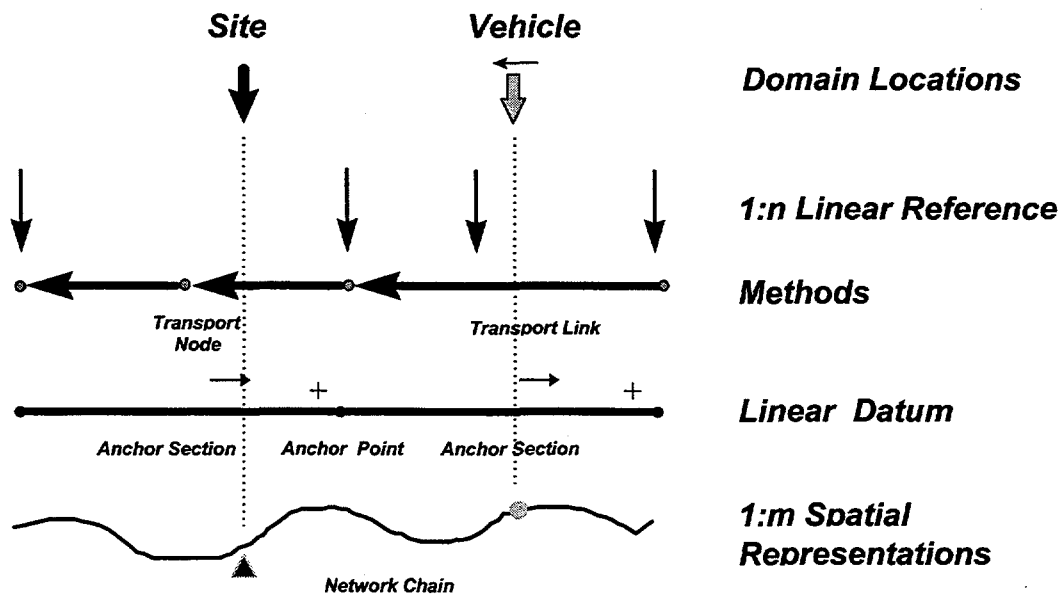 Site
Vehicle
Domain Locations
1:n Linear Reference
Methods
Transport
Node
Transport Link
+
+
Linear Datum
Anchor Section
Anchor Point
Anchor Section
1:m Spatial
Representations
Network Chain